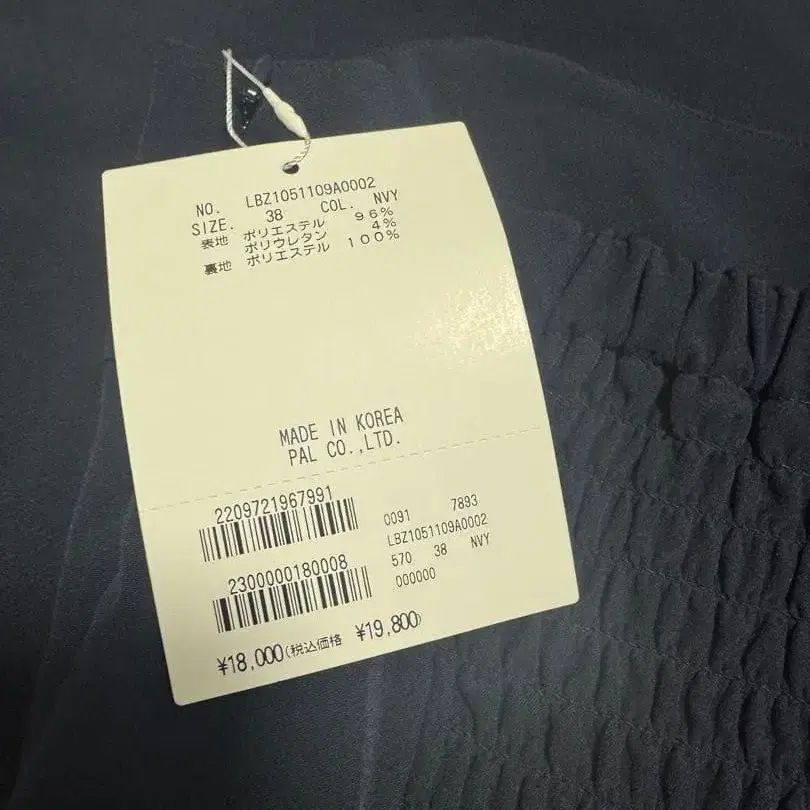 NO. LBZ1051109A0002
SIZE. 38 COL. NVY
表地 ポリエステル 96%
ポリウレタン 4%
裏地 ポリエステル 100%
MADE IN KOREA
PAL CO.,LTD.
2209721967991
0091 7893
LBZ1051109A0002
570 38 NVY
000000
2300000180008
¥18,000(税込価格 ¥19,800)